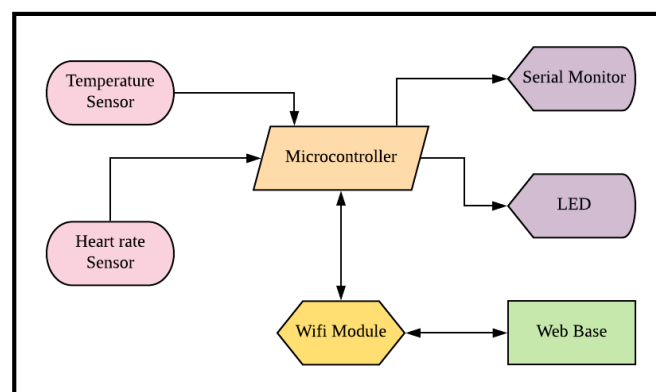 Temperature
Sensor
Serial Monitor
Microcontroller
LED
Heart rate
Sensor
Wifi Module
Web Base